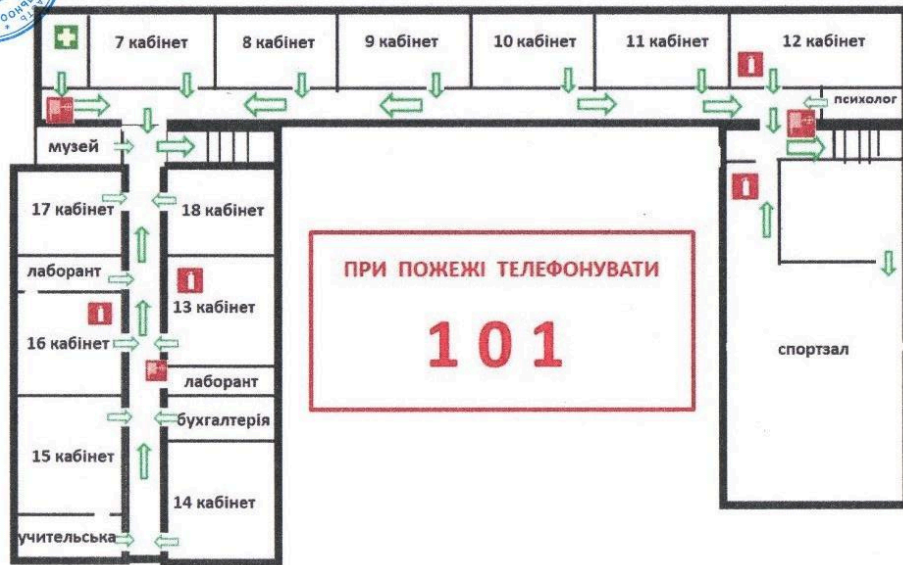 7 кабінет
8 кабінет
9 кабінет
10 кабінет
11 кабінет
12 кабінет
психолог
музей
17 кабінет
18 кабінет
лаборант
13 кабінет
16 кабінет
лаборант
бухгалтерія
15 кабінет
14 кабінет
учительська
ПРИ ПОЖЕЖІ ТЕЛЕФОНУВАТИ
101
спортзал